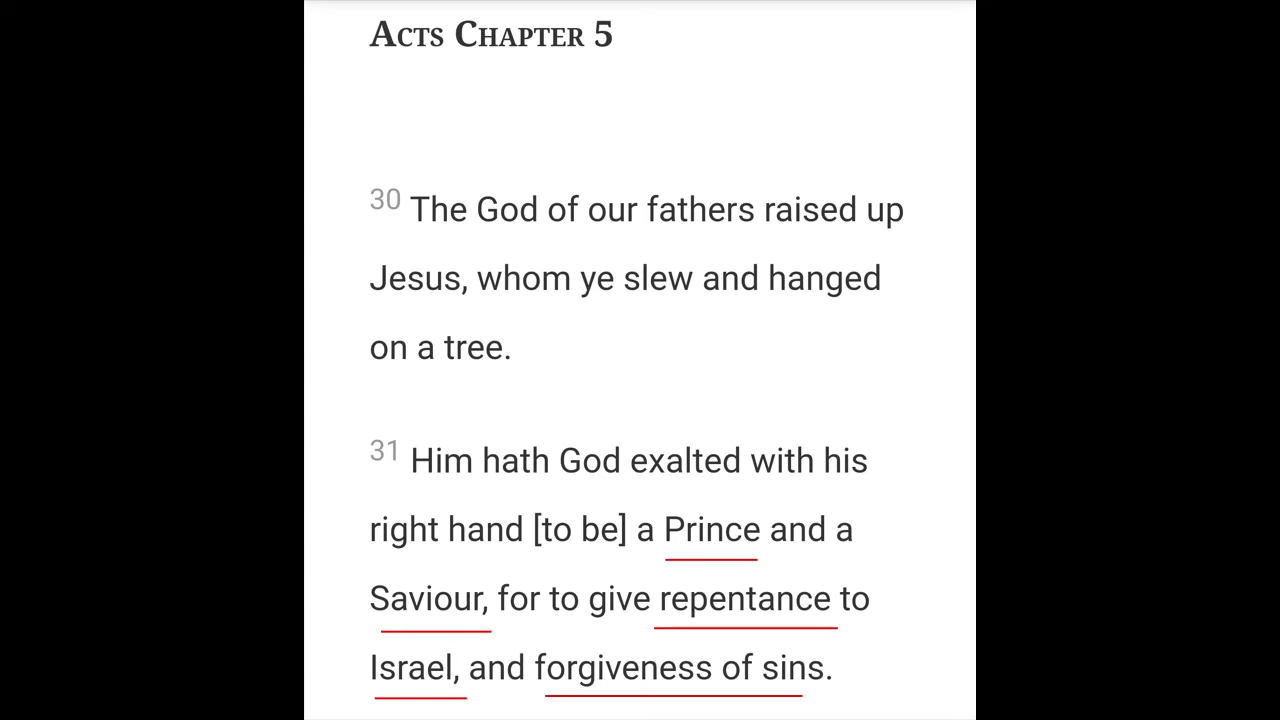 Acts Chapter 5
30 The God of our fathers raised up
Jesus, whom ye slew and hanged
on a tree.
31 Him hath God exalted with his
right hand [to be] a Prince and a
Saviour, for to give repentance to
Israel, and forgiveness of sins.